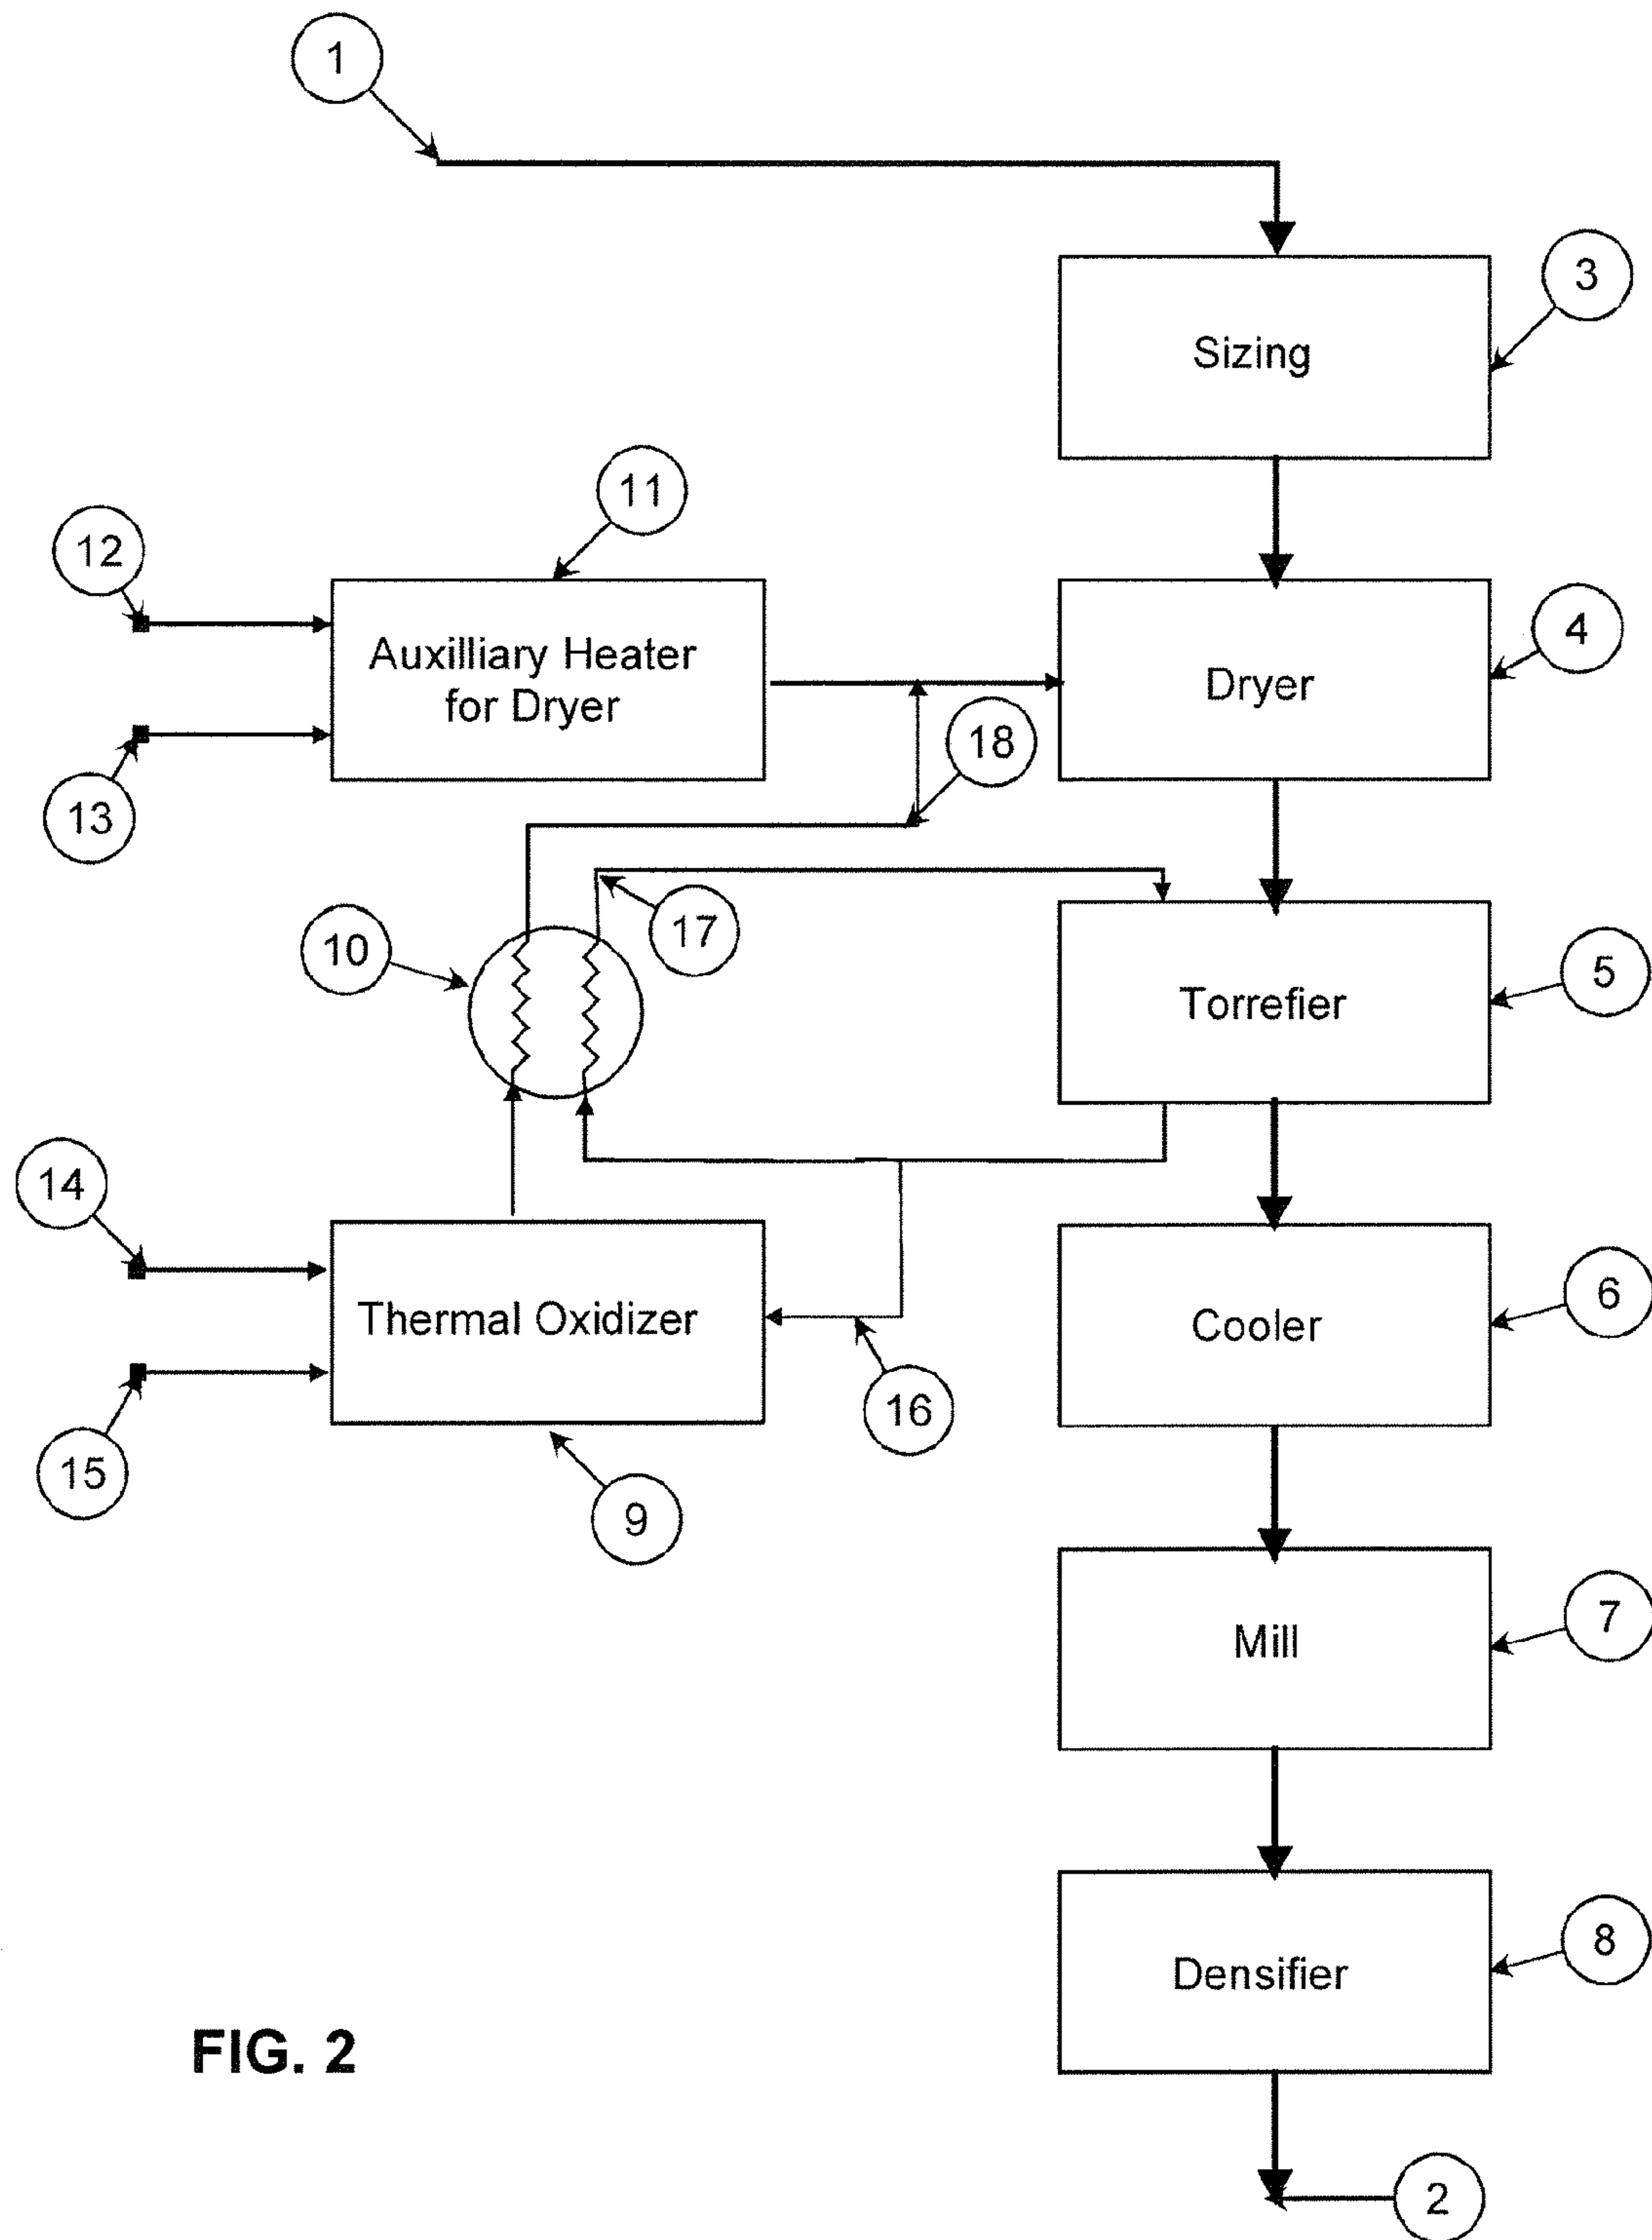 1
3
Sizing
11
12
Auxilliary Heater
for Dryer
4
Dryer
18
13
17
10
5
Torrefier
14
6
Thermal Oxidizer
Cooler
16
15
9
7
Mill
8
Densifier
FIG. 2
2